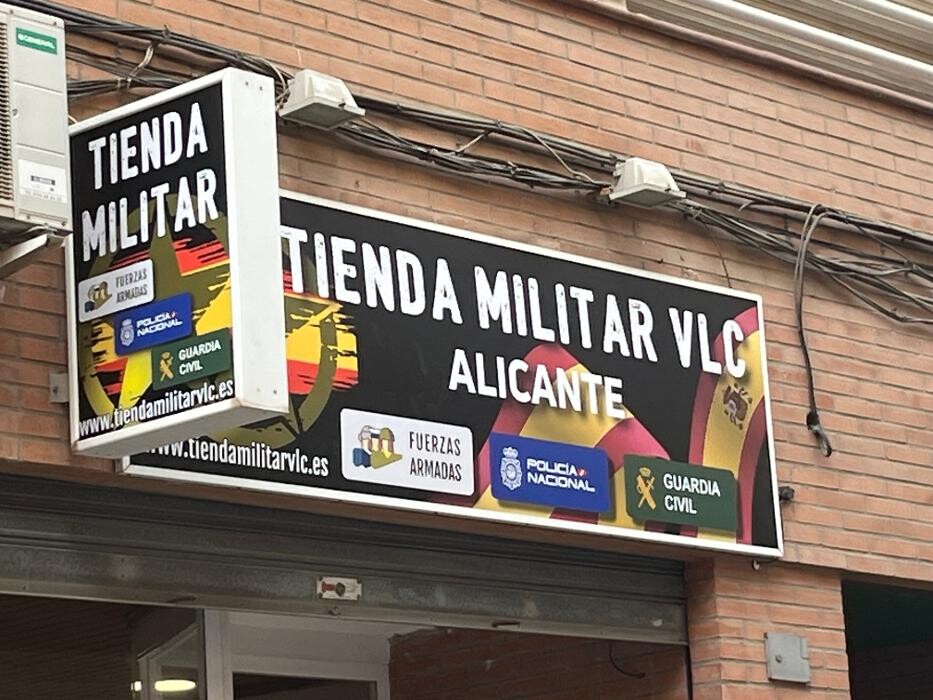 GENERAL
TIENDA
MILITAR
FUERZAS
ARMADAS
POLICÍA
NACIONAL
GUARDIA
CIVIL
www.tiendamilitarvlc.es
TIENDA MILITAR VLC
ALICANTE
www.tiendamilitarvlc.es
FUERZAS
ARMADAS
POLICÍA
NACIONAL
GUARDIA
CIVIL